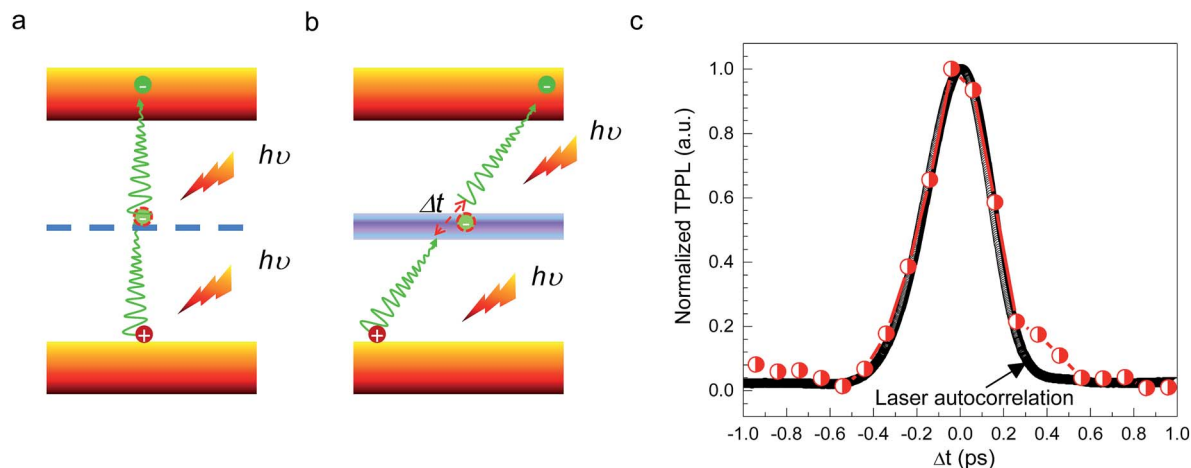 a
hυ
hυ
b
hυ
Δt
hυ
c
Normalized TPPL (a.u.)
1.0
0.8
0.6
0.4
0.2
0.0
Laser autocorrelation
-1.0 -0.8 -0.6 -0.4 -0.2 0.0 0.2 0.4 0.6 0.8 1.0
Δt (ps)